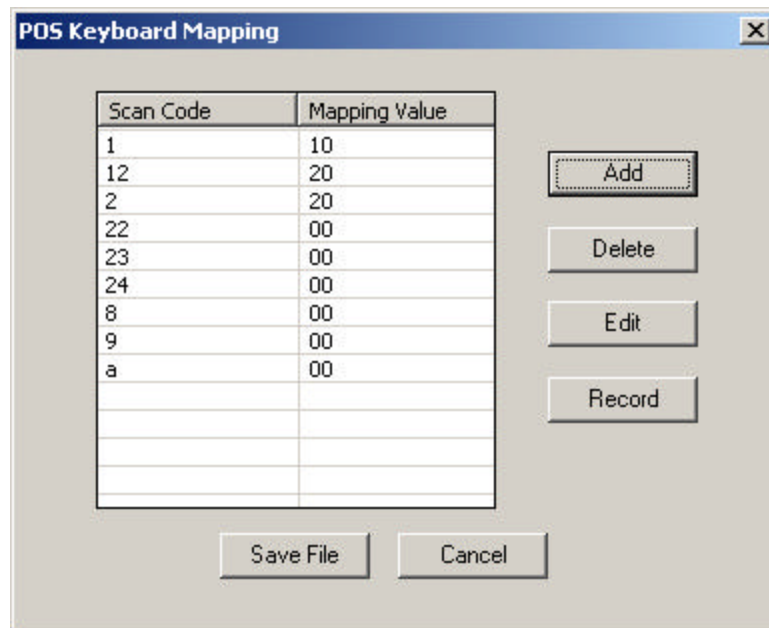 POS Keyboard Mapping
Scan Code Mapping Value
1 10
12 20
2 20
22 00
23 00
24 00
8 00
9 00
a 00
Add
Delete
Edit
Record
Save File Cancel